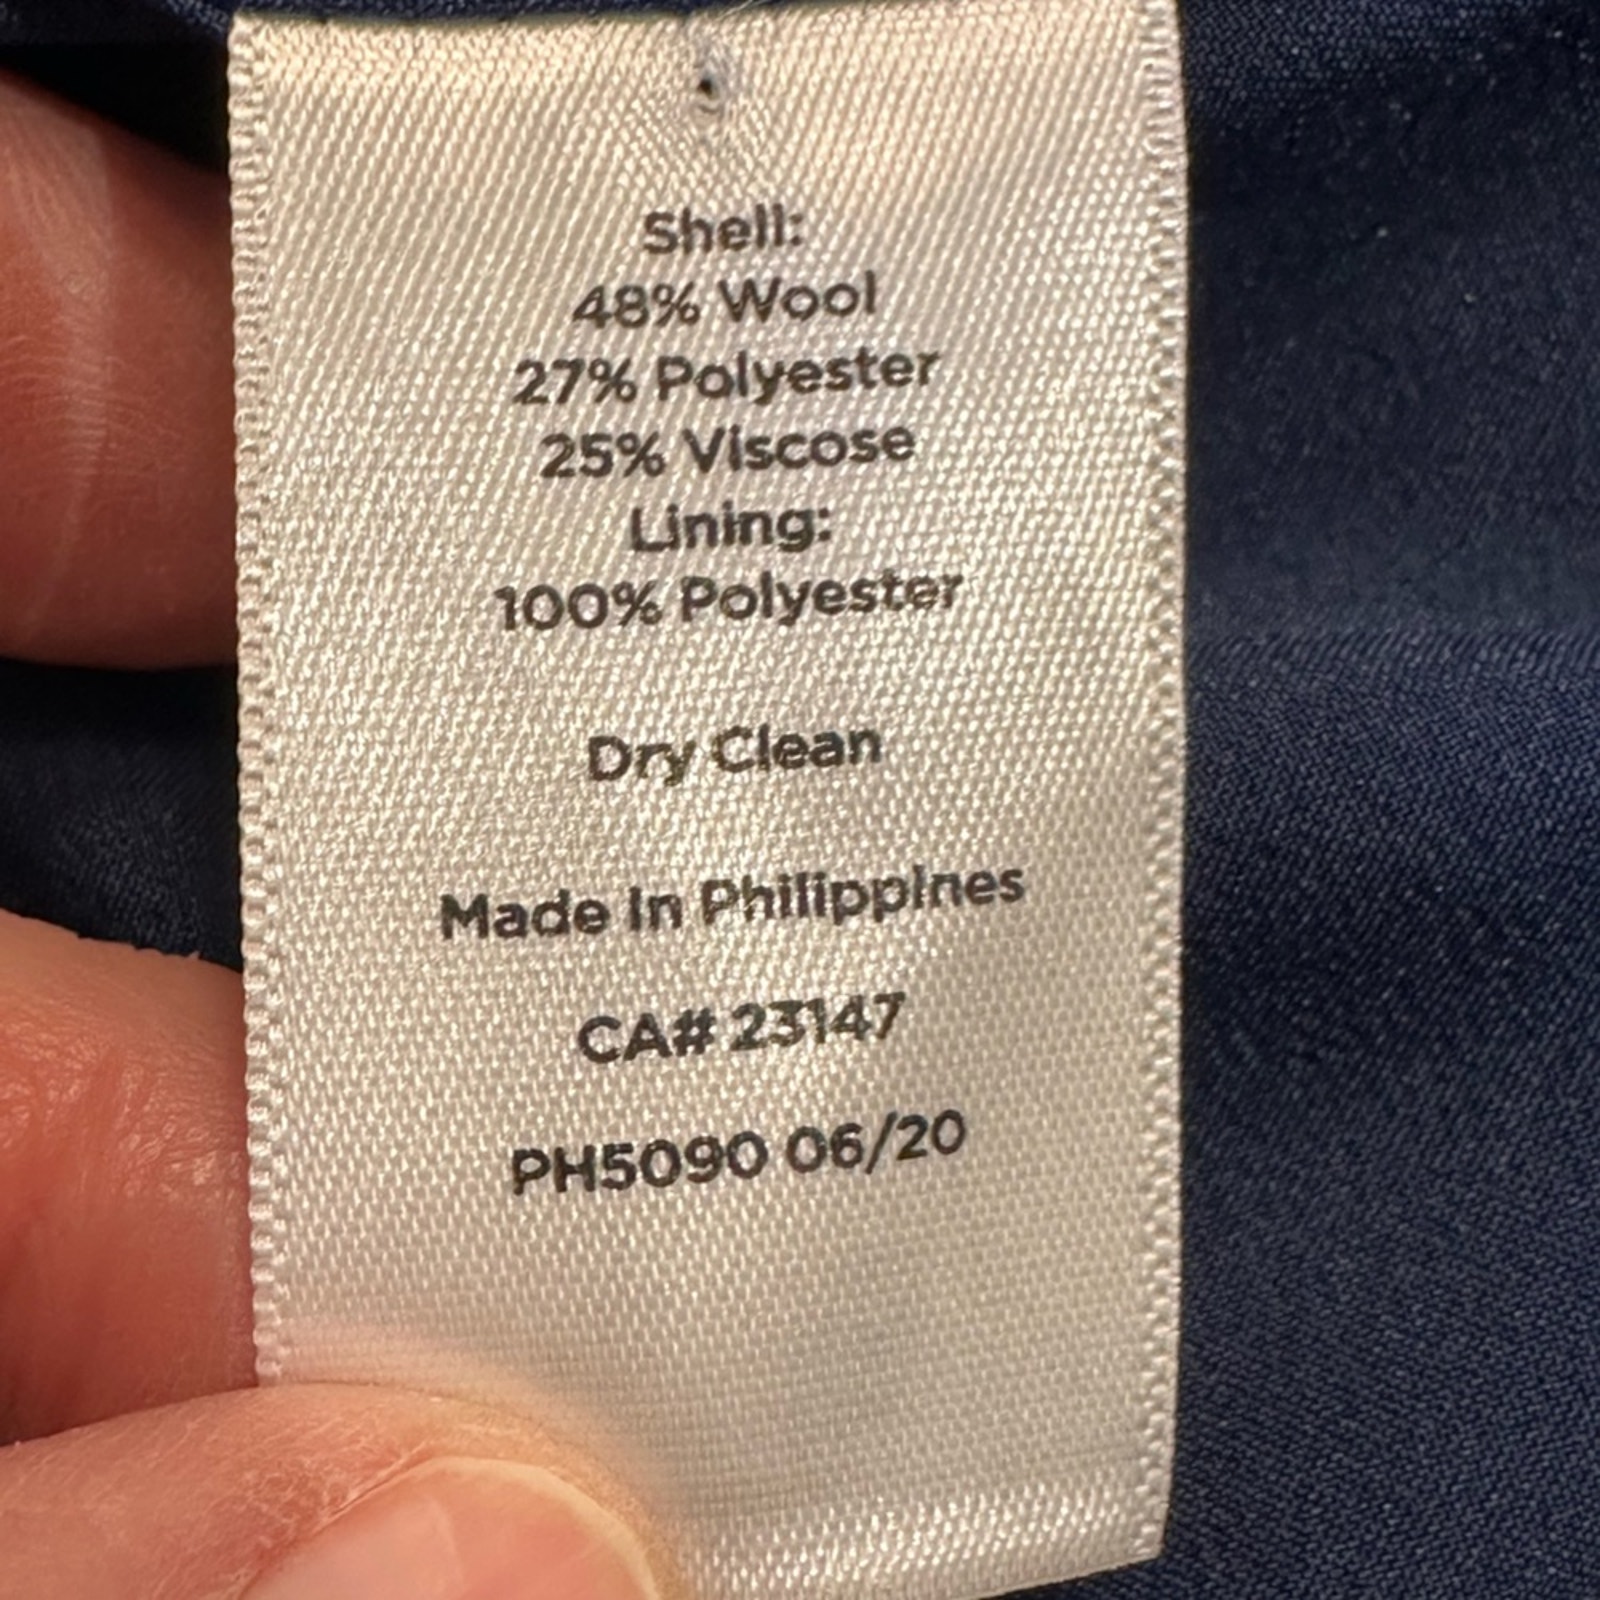 Shell:
48% Wool
27% Polyester
25% Viscose
Lining:
100% Polyester
Dry Clean
Made In Philippines
CA# 23147
PH5090 06/20